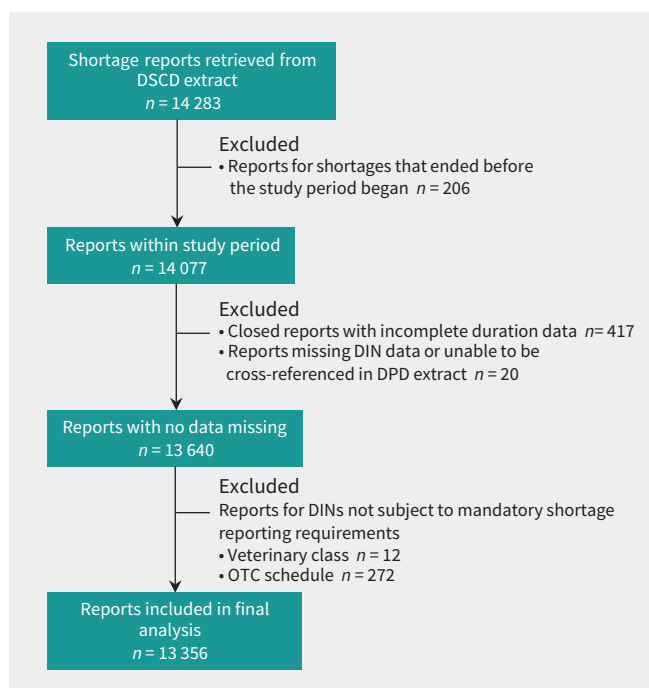 Shortage reports retrieved from
DSCD extract
n = 14 283
Excluded
• Reports for shortages that ended before
the study period began n = 206
Reports within study period
n = 14 077
Excluded
• Closed reports with incomplete duration data n= 417
• Reports missing DIN data or unable to be
cross-referenced in DPD extract n = 20
Reports with no data missing
n = 13 640
Excluded
Reports for DINs not subject to mandatory shortage
reporting requirements
• Veterinary class n = 12
• OTC schedule n = 272
Reports included in final
analysis
n = 13 356